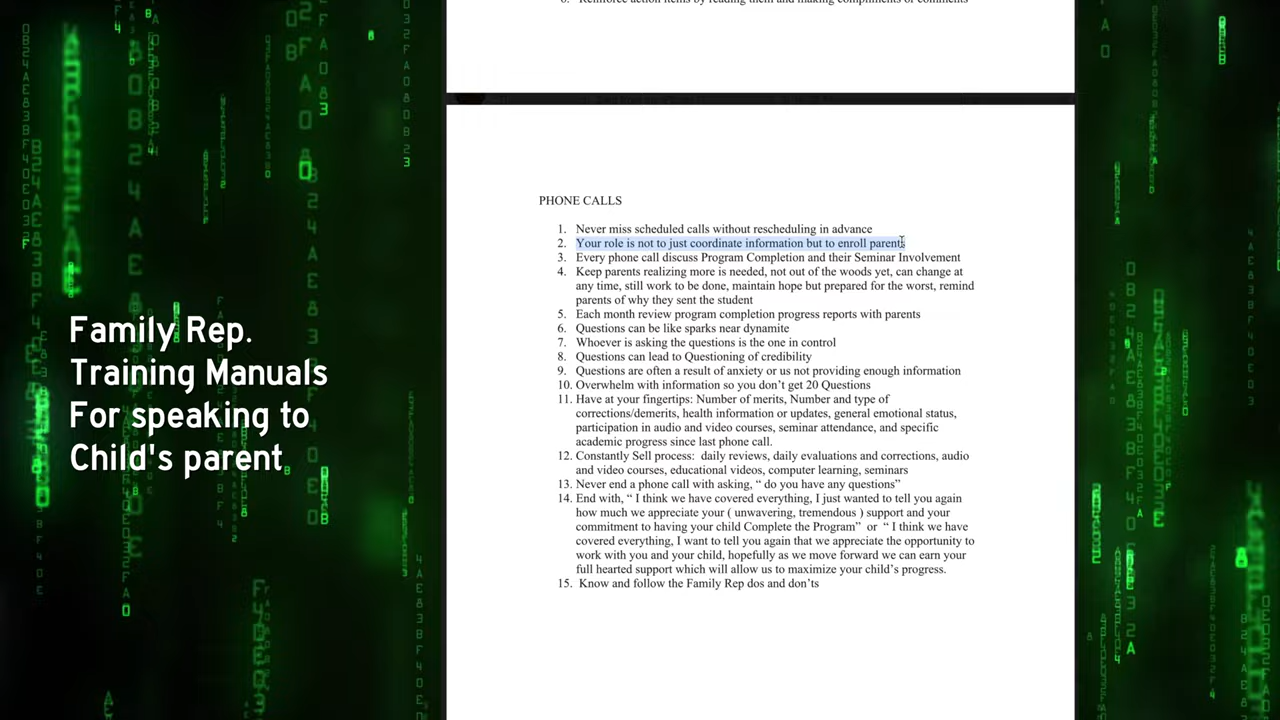 6. Reinforce action items by reading them and making compliments or comments
PHONE CALLS
1. Never miss scheduled calls without rescheduling in advance
2. Your role is not to just coordinate information but to enroll parents
3. Every phone call discuss Program Completion and their Seminar Involvement
4. Keep parents realizing more is needed, not out of the woods yet, can change at
any time, still work to be done, maintain hope but prepared for the worst, remind
parents of why they sent the student
5. Each month review program completion progress reports with parents
6. Questions can be like sparks near dynamite
7. Whoever is asking the questions is the one in control
8. Questions can lead to Questioning of credibility
9. Questions are often a result of anxiety or us not providing enough information
10. Overwhelm with information so you don’t get 20 Questions
11. Have at your fingertips: Number of merits, Number and type of
corrections/demerits, health information or updates, general emotional status,
participation in audio and video courses, seminar attendance, and specific
academic progress since last phone call.
12. Constantly Sell process: daily reviews, daily evaluations and corrections, audio
and video courses, educational videos, computer learning, seminars
13. Never end a phone call with asking, “ do you have any questions”
14. End with, “ I think we have covered everything, I just wanted to tell you again
how much we appreciate your ( unwavering, tremendous ) support and your
commitment to having your child Complete the Program” or “ I think we have
covered everything, I want to tell you again that we appreciate the opportunity to
work with you and your child, hopefully as we move forward we can earn your
full hearted support which will allow us to maximize your child’s progress.
15. Know and follow the Family Rep dos and don’ts
Family Rep.
Training Manuals
For speaking to
Child's parent